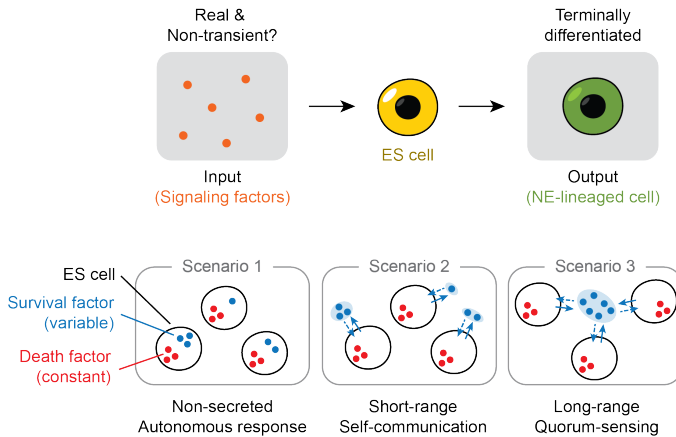 Real &
Non-transient?
Terminally
differentiated
ES cell
Input
(Signaling factors)
Output
(NE-lineaged cell)
ES cell
Survival factor
(variable)
Death factor
(constant)
Scenario 1
Scenario 2
Scenario 3
Non-secreted
Autonomous response
Short-range
Self-communication
Long-range
Quorum-sensing